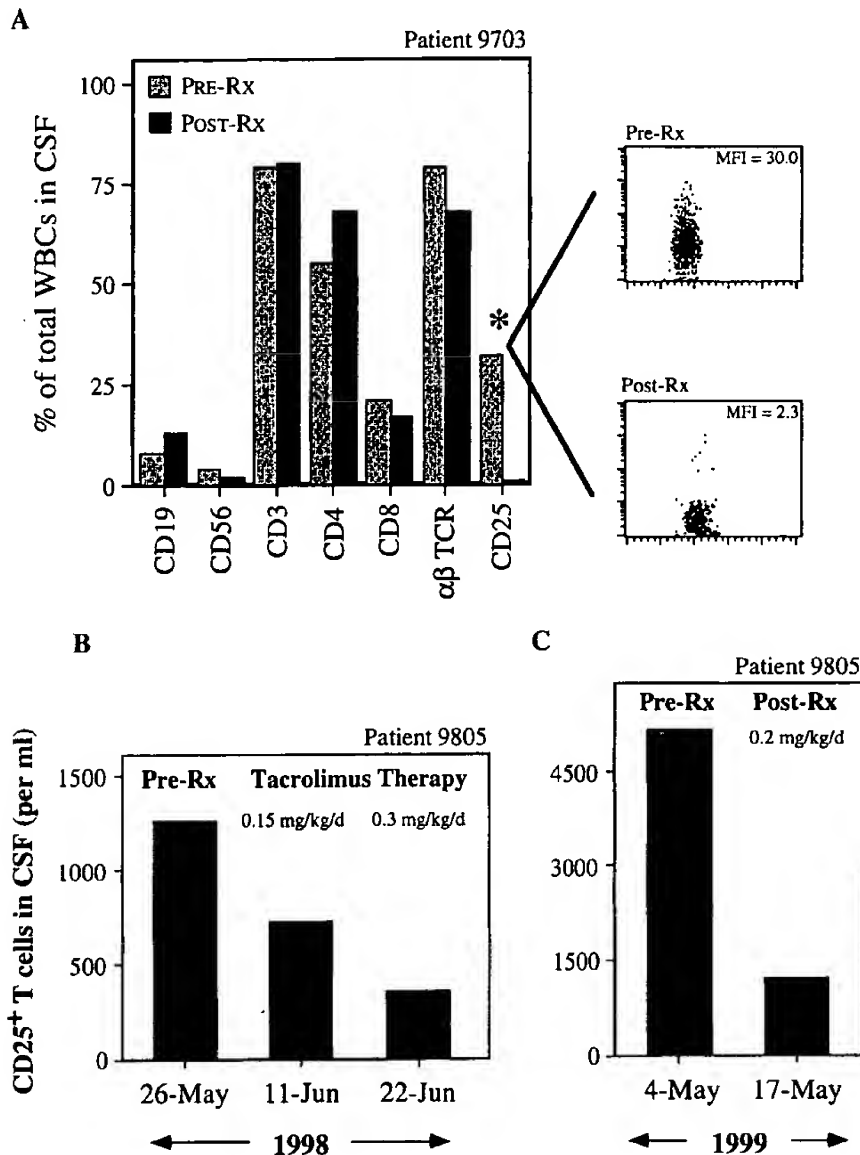 A
Patient 9703
% of total WBCs in CSF
100
75
50
25
0
PRE-RX
POST-RX
*
CD19
CD56
CD3
CD4
CD8
αβ TCR
CD25
Pre-Rx
MFI = 30.0
Post-Rx
MFI = 2.3
B
Patient 9805
CD25+ T cells in CSF (per ml)
1500
1000
500
0
Pre-Rx Tacrolimus Therapy
0.15 mg/kg/d 0.3 mg/kg/d
26-May 11-Jun 22-Jun
1998
C
Patient 9805
Pre-Rx Post-Rx
0.2 mg/kg/d
4500
3000
1500
0
4-May 17-May
1999